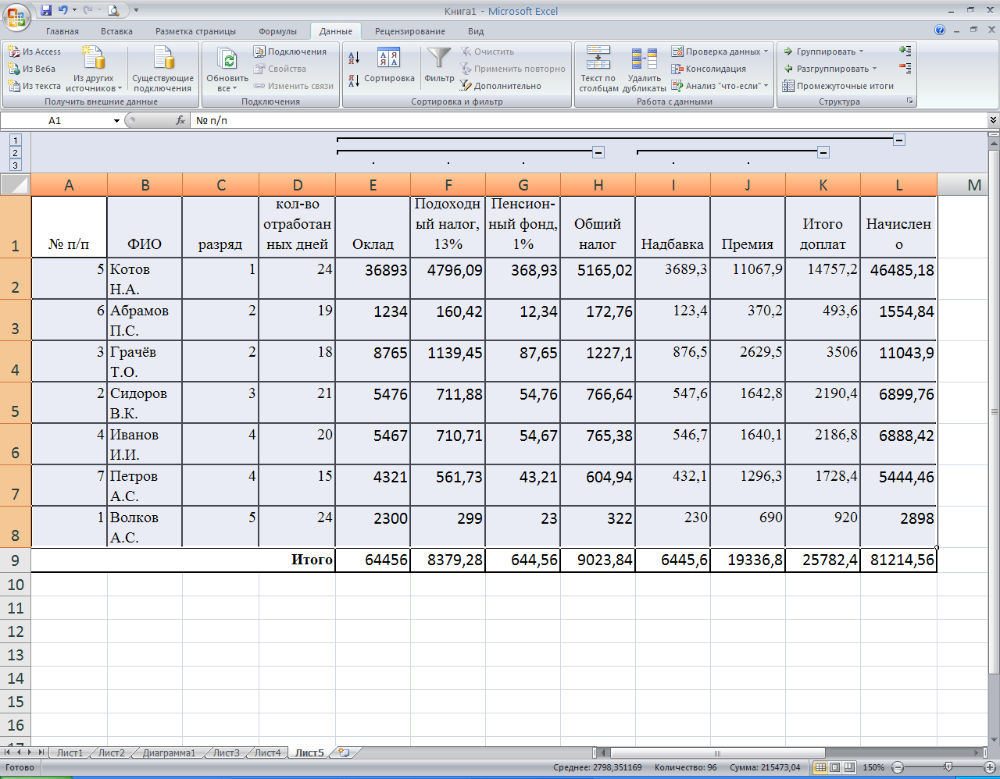 Книга1 - Microsoft Excel
Главная Вставка Разметка страницы Формулы Данные Рецензирование Вид
Из Access
Из Веба
Из текста
Из других источников
Существующие подключения
Получить внешние данные
Обновить все
Подключения
Свойства
Изменить связи
Подключения
Сортировка
Фильтр
Очистить
Применить повторно
Дополнительно
Сортировка и фильтр
Текст по столбцам
Удалить дубликаты
Проверка данных
Консолидация
Анализ "что-если"
Работа с данными
Группировать
Разгруппировать
Промежуточные итоги
Структура
A1 fx № п/п
1
2
3
A B C D E F G H I J K L M
1 № п/п ФИО разряд кол-во отработан ных дней Оклад Подоходн ый налог, 13% Пенсион- ный фонд, 1% Общий налог Надбавка Премия Итого доплат Начислен о
2 5 Котов Н.А. 1 24 36893 4796,09 368,93 5165,02 3689,3 11067,9 14757,2 46485,18
3 6 Абрамов П.С. 2 19 1234 160,42 12,34 172,76 123,4 370,2 493,6 1554,84
4 3 Грачёв Т.О. 2 18 8765 1139,45 87,65 1227,1 876,5 2629,5 3506 11043,9
5 2 Сидоров В.К. 3 21 5476 711,88 54,76 766,64 547,6 1642,8 2190,4 6899,76
6 4 Иванов И.И. 4 20 5467 710,71 54,67 765,38 546,7 1640,1 2186,8 6888,42
7 7 Петров А.С. 4 15 4321 561,73 43,21 604,94 432,1 1296,3 1728,4 5444,46
8 1 Волков А.С. 5 24 2300 299 23 322 230 690 920 2898
9 Итого 64456 8379,28 644,56 9023,84 6445,6 19336,8 25782,4 81214,56
10
11
12
13
14
15
16
17
Лист1 Лист2 Диаграмма1 Лист3 Лист4 Лист5
Готово Среднее: 2798,351169 Количество: 96 Сумма: 215473,04 150%